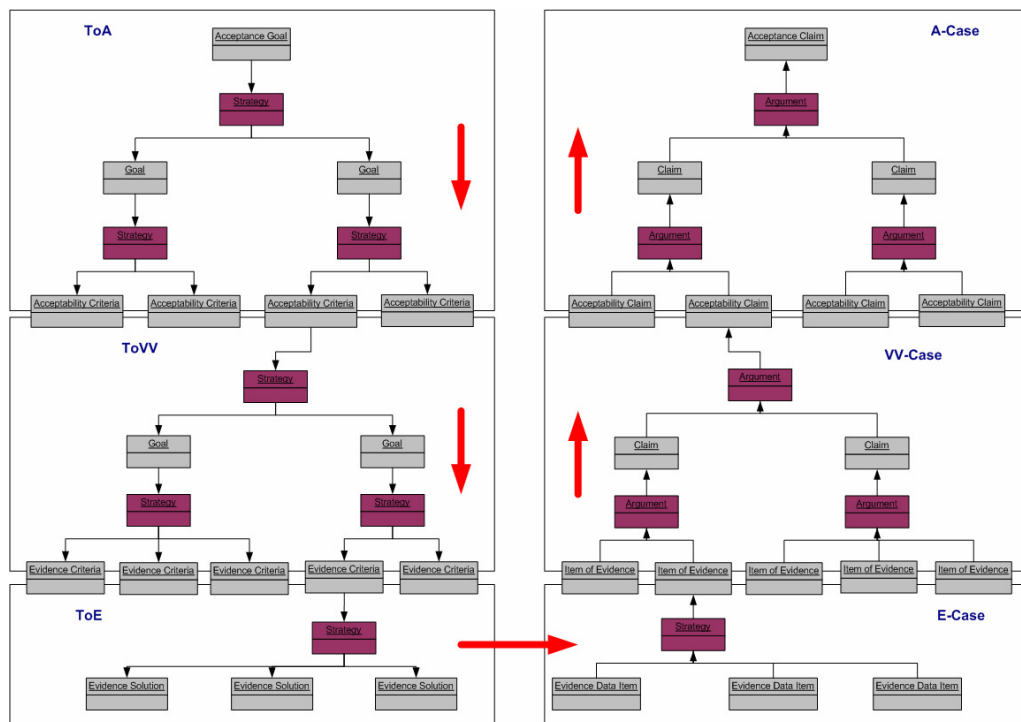 ToA
Acceptance Goal
Strategy
Goal
Goal
Strategy
Strategy
Acceptability Criteria
Acceptability Criteria
Acceptability Criteria
Acceptability Criteria
ToVV
Strategy
Goal
Goal
Strategy
Strategy
Evidence Criteria
Evidence Criteria
Evidence Criteria
Evidence Criteria
Evidence Criteria
ToE
Strategy
Evidence Solution
Evidence Solution
Evidence Solution
A-Case
Acceptance Claim
Argument
Claim
Claim
Argument
Argument
Acceptability Claim
Acceptability Claim
Acceptability Claim
Acceptability Claim
VV-Case
Argument
Claim
Claim
Argument
Argument
Item of Evidence
Item of Evidence
Item of Evidence
Item of Evidence
Item of Evidence
E-Case
Strategy
Evidence Data Item
Evidence Data Item
Evidence Data Item